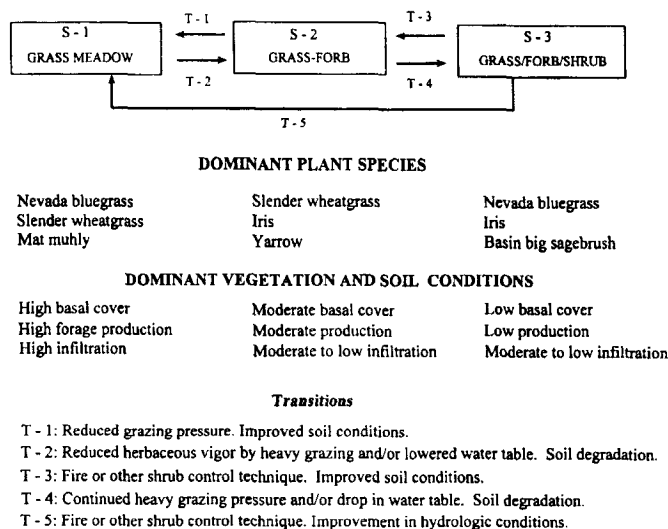 T - 1
T - 3
S - 1
GRASS MEADOW
S - 2
GRASS-FORB
S - 3
GRASS/FORB/SHRUB
T - 2
T - 4
T - 5
DOMINANT PLANT SPECIES
Nevada bluegrass Slender wheatgrass Nevada bluegrass
Slender wheatgrass Iris Iris
Mat muhly Yarrow Basin big sagebrush
DOMINANT VEGETATION AND SOIL CONDITIONS
High basal cover Moderate basal cover Low basal cover
High forage production Moderate production Low production
High infiltration Moderate to low infiltration Moderate to low infiltration
Transitions
T - 1: Reduced grazing pressure. Improved soil conditions.
T - 2: Reduced herbaceous vigor by heavy grazing and/or lowered water table. Soil degradation.
T - 3: Fire or other shrub control technique. Improved soil conditions.
T - 4: Continued heavy grazing pressure and/or drop in water table. Soil degradation.
T - 5: Fire or other shrub control technique. Improvement in hydrologic conditions.